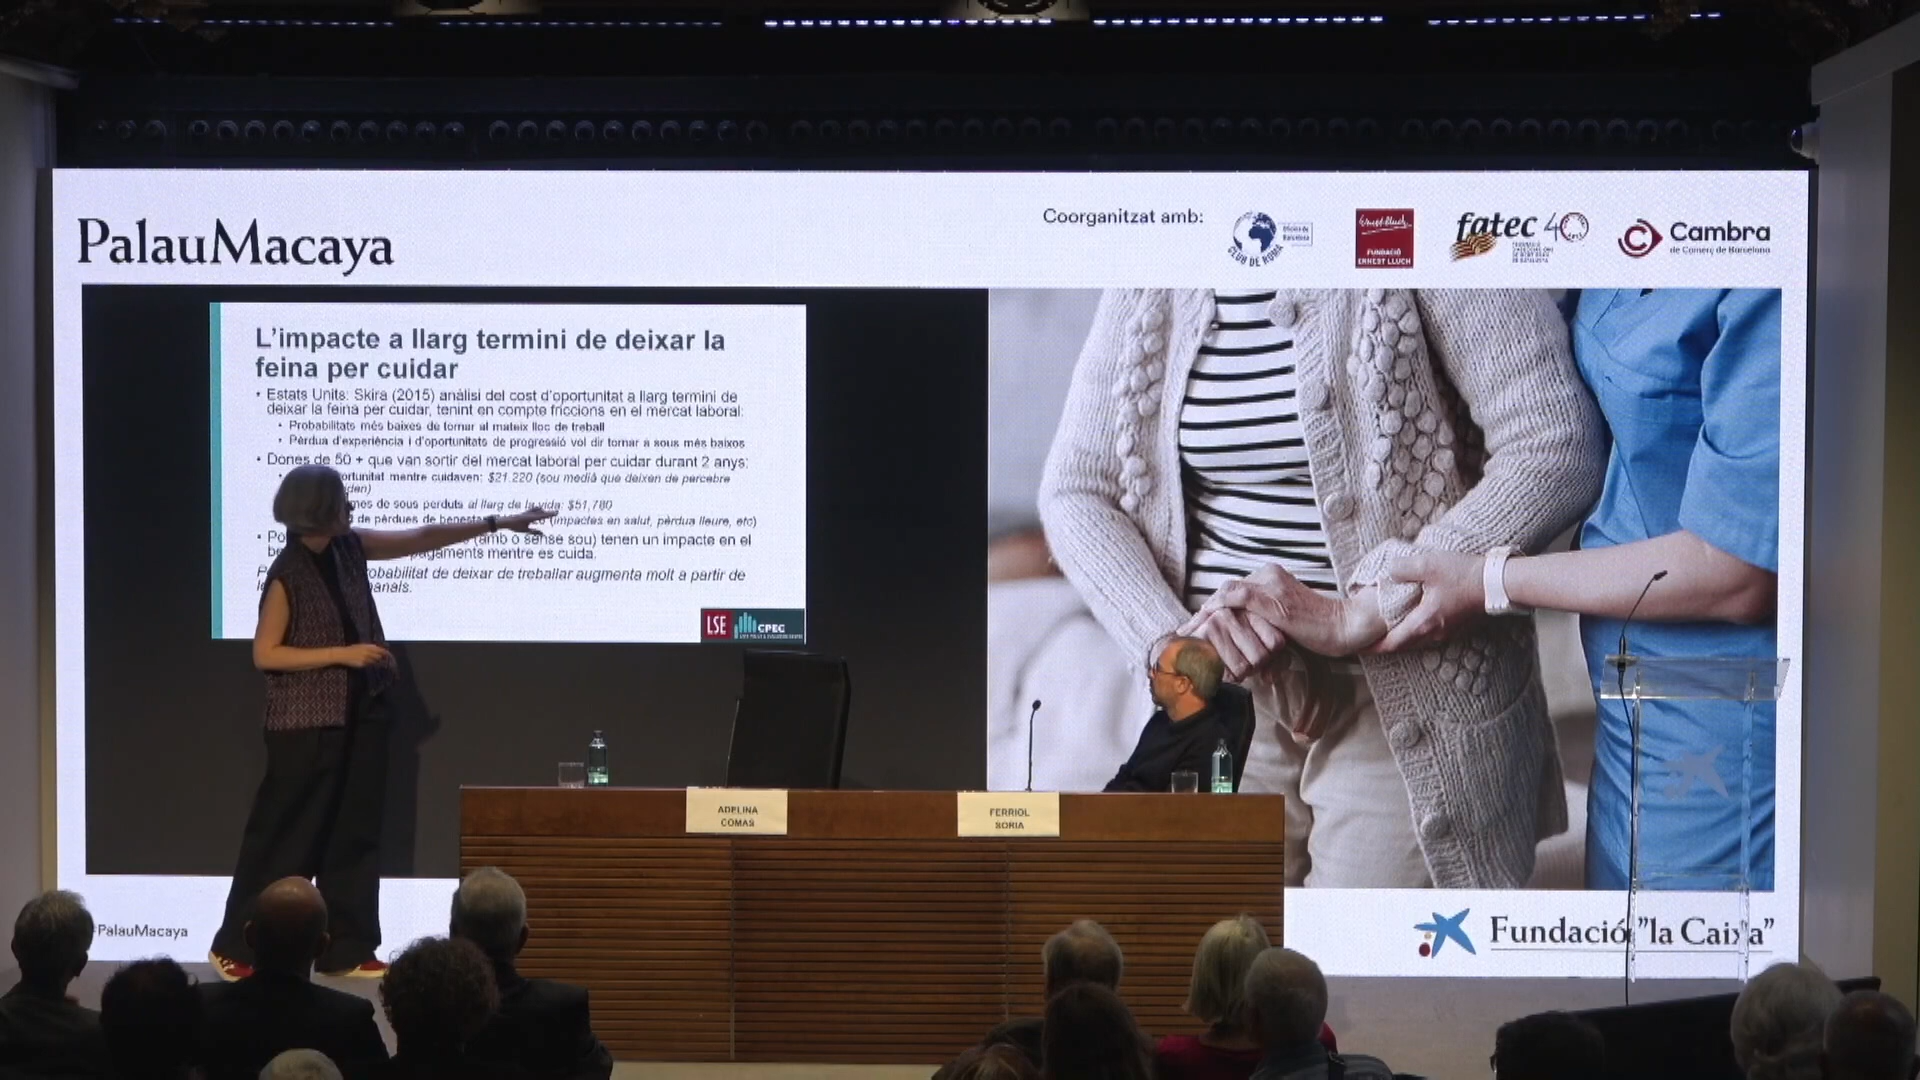 PalauMacaya
Coorganitzat amb:
CLUB DE ROMA
Oficina de
Barcelona
Ernest Lluch
FUNDACIÓ
ERNEST LLUCH
fatec 40
Cambra
de Comerç de Barcelona
L'impacte a llarg termini de deixar la
feina per cuidar
• Estats Units: Skira (2015) anàlisi del cost d'oportunitat a llarg termini de
deixar la feina per cuidar, tenint en compte friccions en el mercat laboral:
• Probabilitats més baixes de tornar al mateix lloc de treball
• Pèrdua d'experiència i d'oportunitats de progressió vol dir tornar a sous més baixos
• Dones de 50 + que van sortir del mercat laboral per cuidar durant 2 anys:
ortunitat mentre cuidaven: $21.220 (sou medià que deixen de percebre
sous perduts al llarg de la vida: $51,780
de pèrdues de (impactes en salut, pèrdua lleure, etc)
(amb o sense sou) tenen un impacte en el
mentre es cuida.
obabilitat de deixar de treballar augmenta molt a partir de
LSE CPEC
ADELINA
COMAS
FERRIOL
SORIA
#PalauMacaya
Fundació "la Caixa"